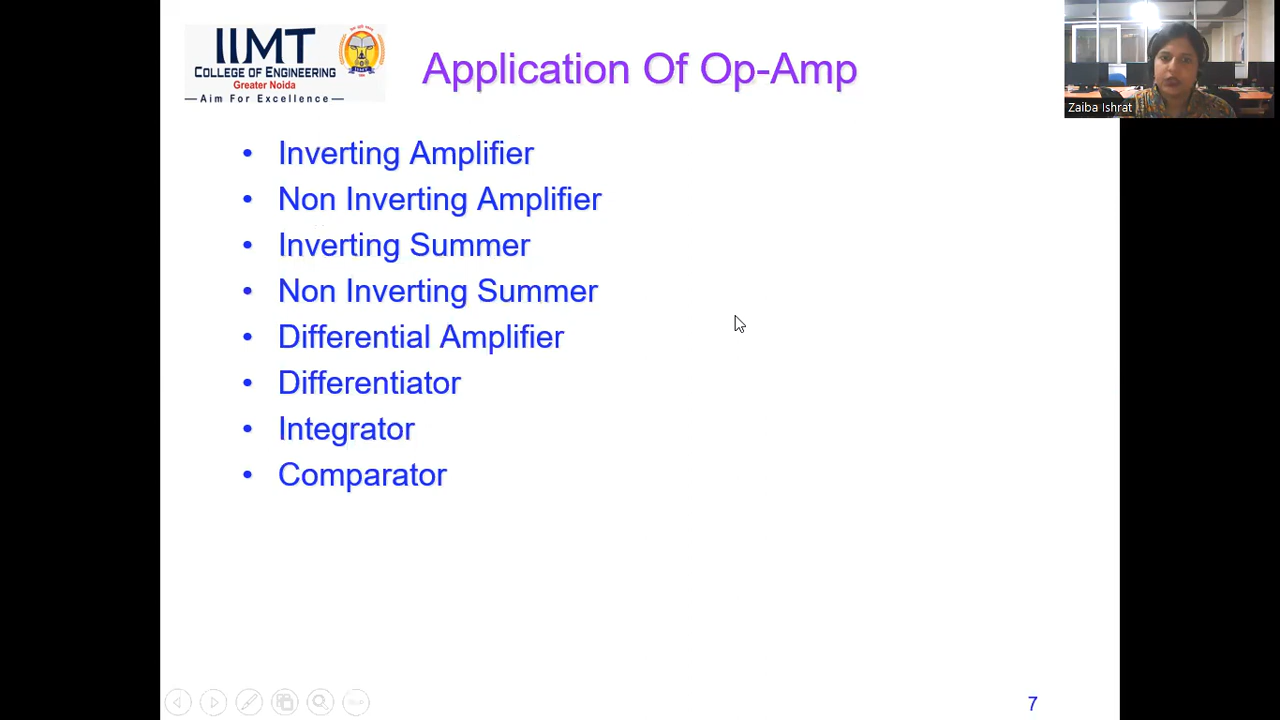 IIMT
COLLEGE OF ENGINEERING
Greater Noida
—Aim For Excellence—
Application Of Op-Amp
Zaiba Ishrat
• Inverting Amplifier
• Non Inverting Amplifier
• Inverting Summer
• Non Inverting Summer
• Differential Amplifier
• Differentiator
• Integrator
• Comparator
7